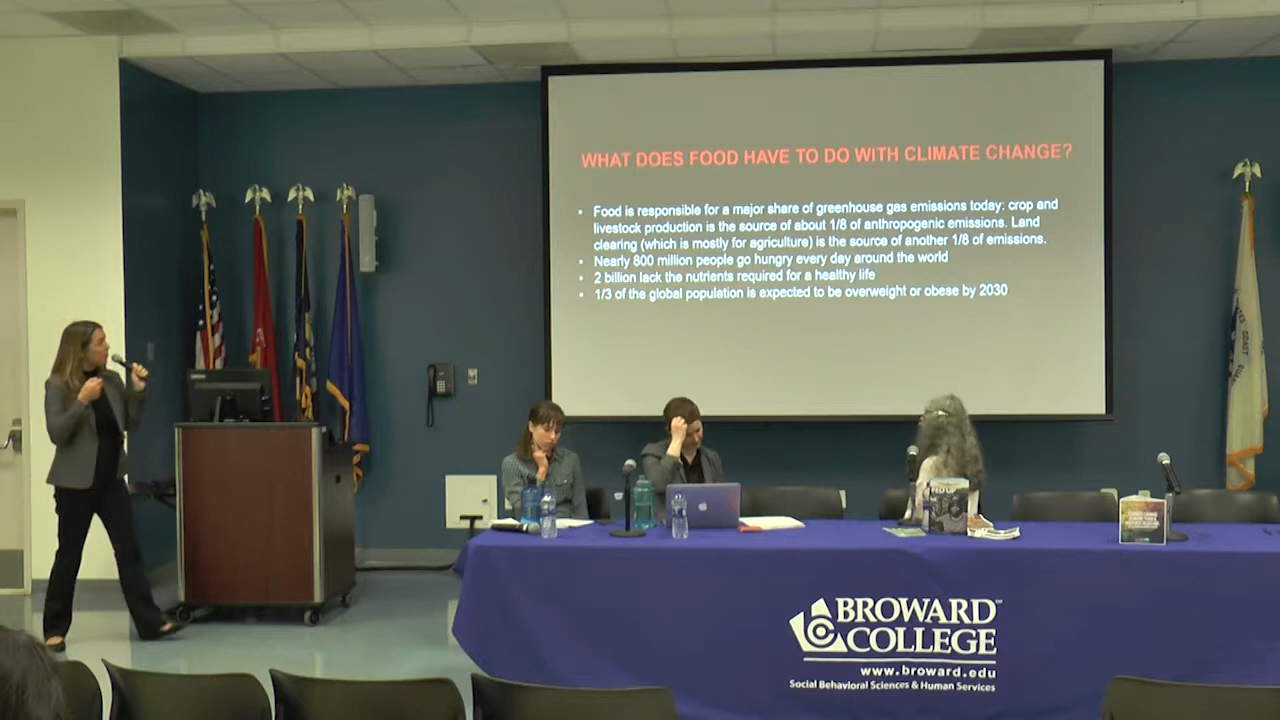 WHAT DOES FOOD HAVE TO DO WITH CLIMATE CHANGE?
• Food is responsible for a major share of greenhouse gas emissions today: crop and
livestock production is the source of about 1/8 of anthropogenic emissions. Land
clearing (which is mostly for agriculture) is the source of another 1/8 of emissions.
• Nearly 800 million people go hungry every day around the world
• 2 billion lack the nutrients required for a healthy life
• 1/3 of the global population is expected to be overweight or obese by 2030
COAST
BROWARD
COLLEGE
www.broward.edu
Social Behavioral Sciences & Human Services